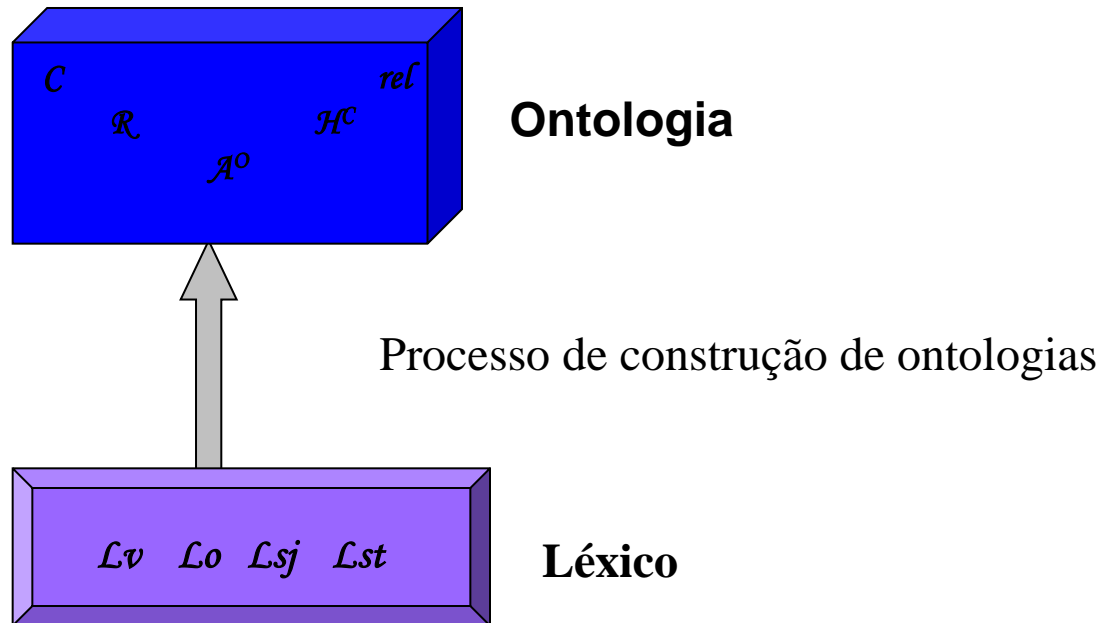 C rel
R H^C
Ontologia
A^O
Processo de construção de ontologias
Lv Lo Lsj Lst
Léxico